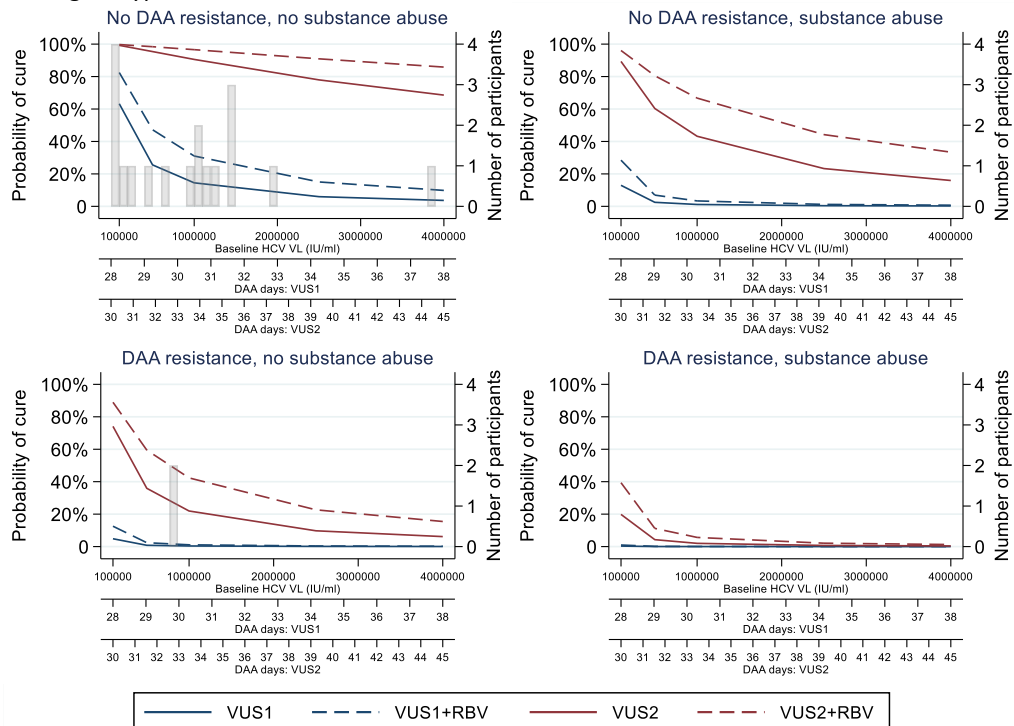 No DAA resistance, no substance abuse
Probability of cure
100%
80%
60%
40%
20%
0
4
3
2
1
0
Number of participants
100000 1000000 2000000 3000000 4000000
Baseline HCV VL (IU/ml)
28 29 30 31 32 33 34 35 36 37 38
DAA days: VUS1
30 31 32 33 34 35 36 37 38 39 40 41 42 43 44 45
DAA days: VUS2
No DAA resistance, substance abuse
Probability of cure
100%
80%
60%
40%
20%
0
4
3
2
1
0
Number of participants
100000 1000000 2000000 3000000 4000000
Baseline HCV VL (IU/ml)
28 29 30 31 32 33 34 35 36 37 38
DAA days: VUS1
30 31 32 33 34 35 36 37 38 39 40 41 42 43 44 45
DAA days: VUS2
DAA resistance, no substance abuse
Probability of cure
100%
80%
60%
40%
20%
0
4
3
2
1
0
Number of participants
100000 1000000 2000000 3000000 4000000
Baseline HCV VL (IU/ml)
28 29 30 31 32 33 34 35 36 37 38
DAA days: VUS1
30 31 32 33 34 35 36 37 38 39 40 41 42 43 44 45
DAA days: VUS2
DAA resistance, substance abuse
Probability of cure
100%
80%
60%
40%
20%
0
4
3
2
1
0
Number of participants
100000 1000000 2000000 3000000 4000000
Baseline HCV VL (IU/ml)
28 29 30 31 32 33 34 35 36 37 38
DAA days: VUS1
30 31 32 33 34 35 36 37 38 39 40 41 42 43 44 45
DAA days: VUS2
VUS1 VUS1+RBV VUS2 VUS2+RBV